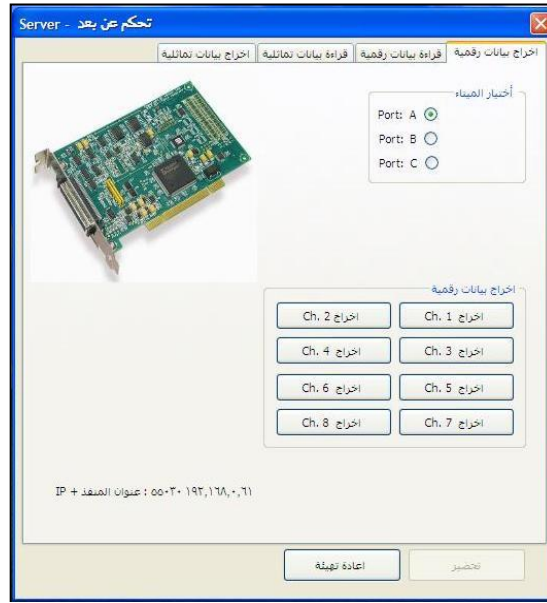 تحكم عن بعد - Server
اخراج بيانات رقمية
قراءة بيانات رقمية
قراءة بيانات تماثلية
اخراج بيانات تماثلية
أختيار الميناء
Port: A
Port: B
Port: C
اخراج بيانات رقمية
اخراج Ch. 1
اخراج Ch. 2
اخراج Ch. 3
اخراج Ch. 4
اخراج Ch. 5
اخراج Ch. 6
اخراج Ch. 7
اخراج Ch. 8
IP + عنوان المنفذ : ٥٥٠٣٠ ١٩٢,١٦٨,٠,٦١
تحضير
اعادة تهيئة